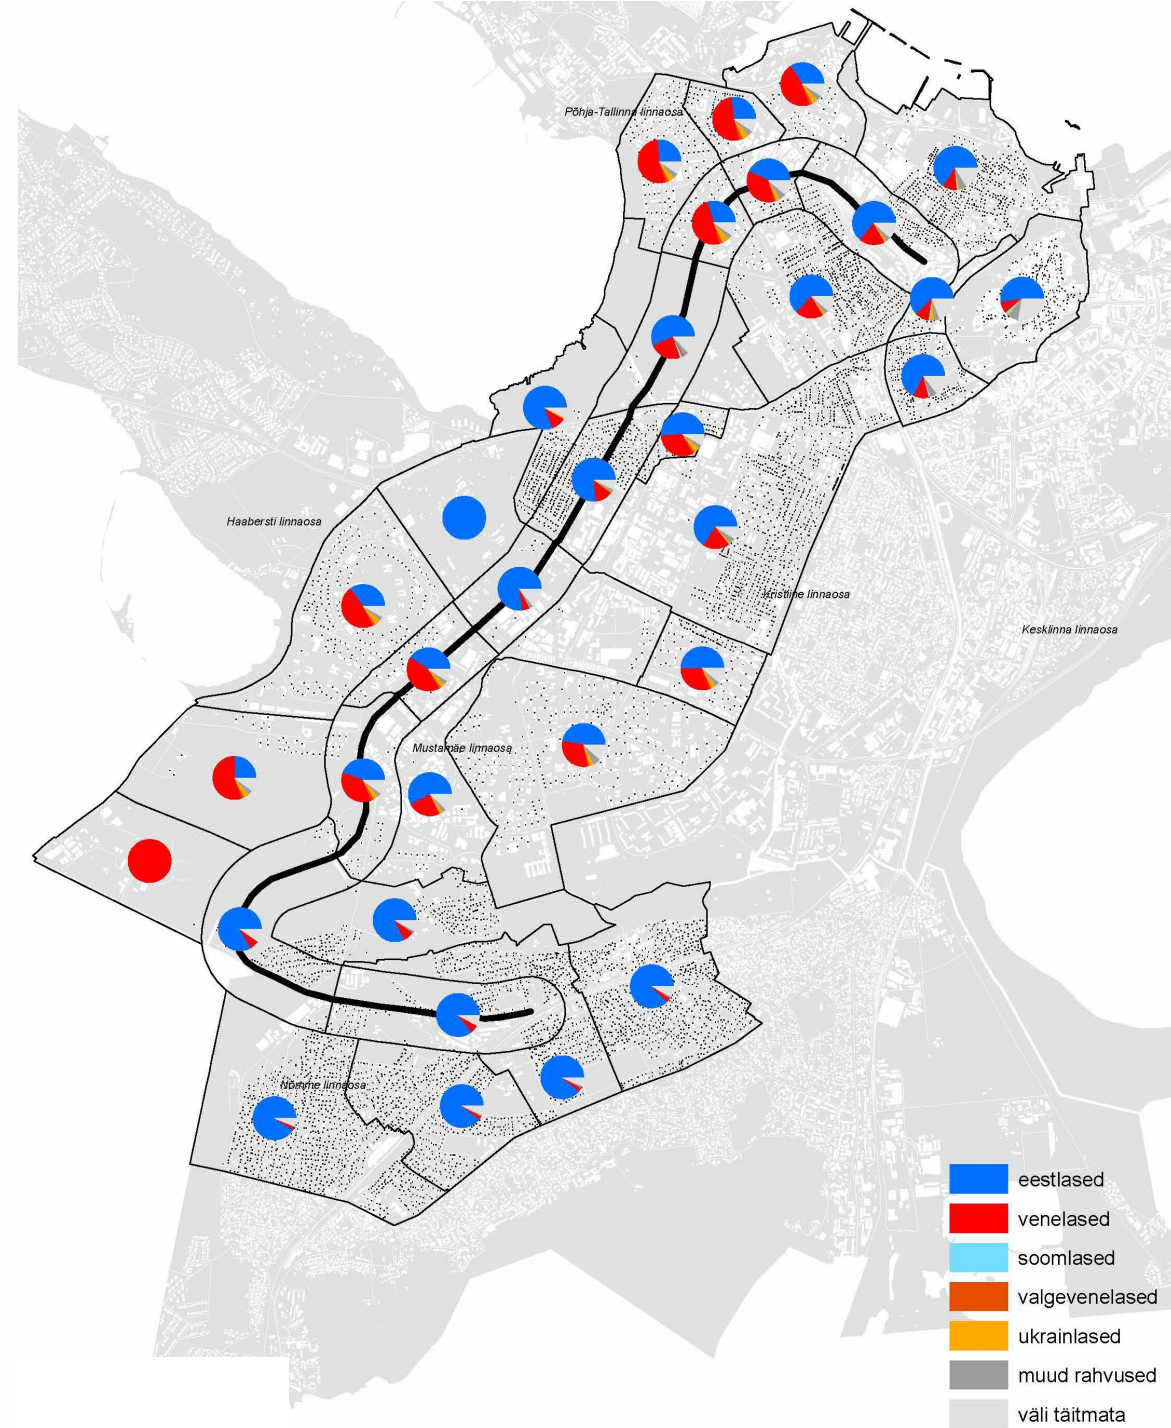 Põhja-Tallinna linnaosa
Haabersti linnaosa
Kristiine linnaosa
Kesklinna linnaosa
Mustamäe linnaosa
Nõmme linnaosa
eestlased
venelased
soomlased
valgevenelased
ukrainlased
muud rahvused
väli täitmata